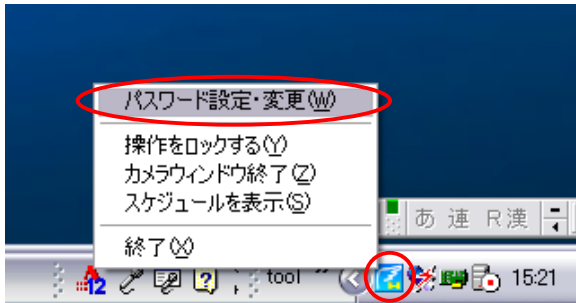 パスワード設定・変更(W)
操作をロックする(Y)
カメラウィンドウ終了(Z)
スケジュールを表示(S)
終了(X)
あ 連 R漢
12 tool » 15:21